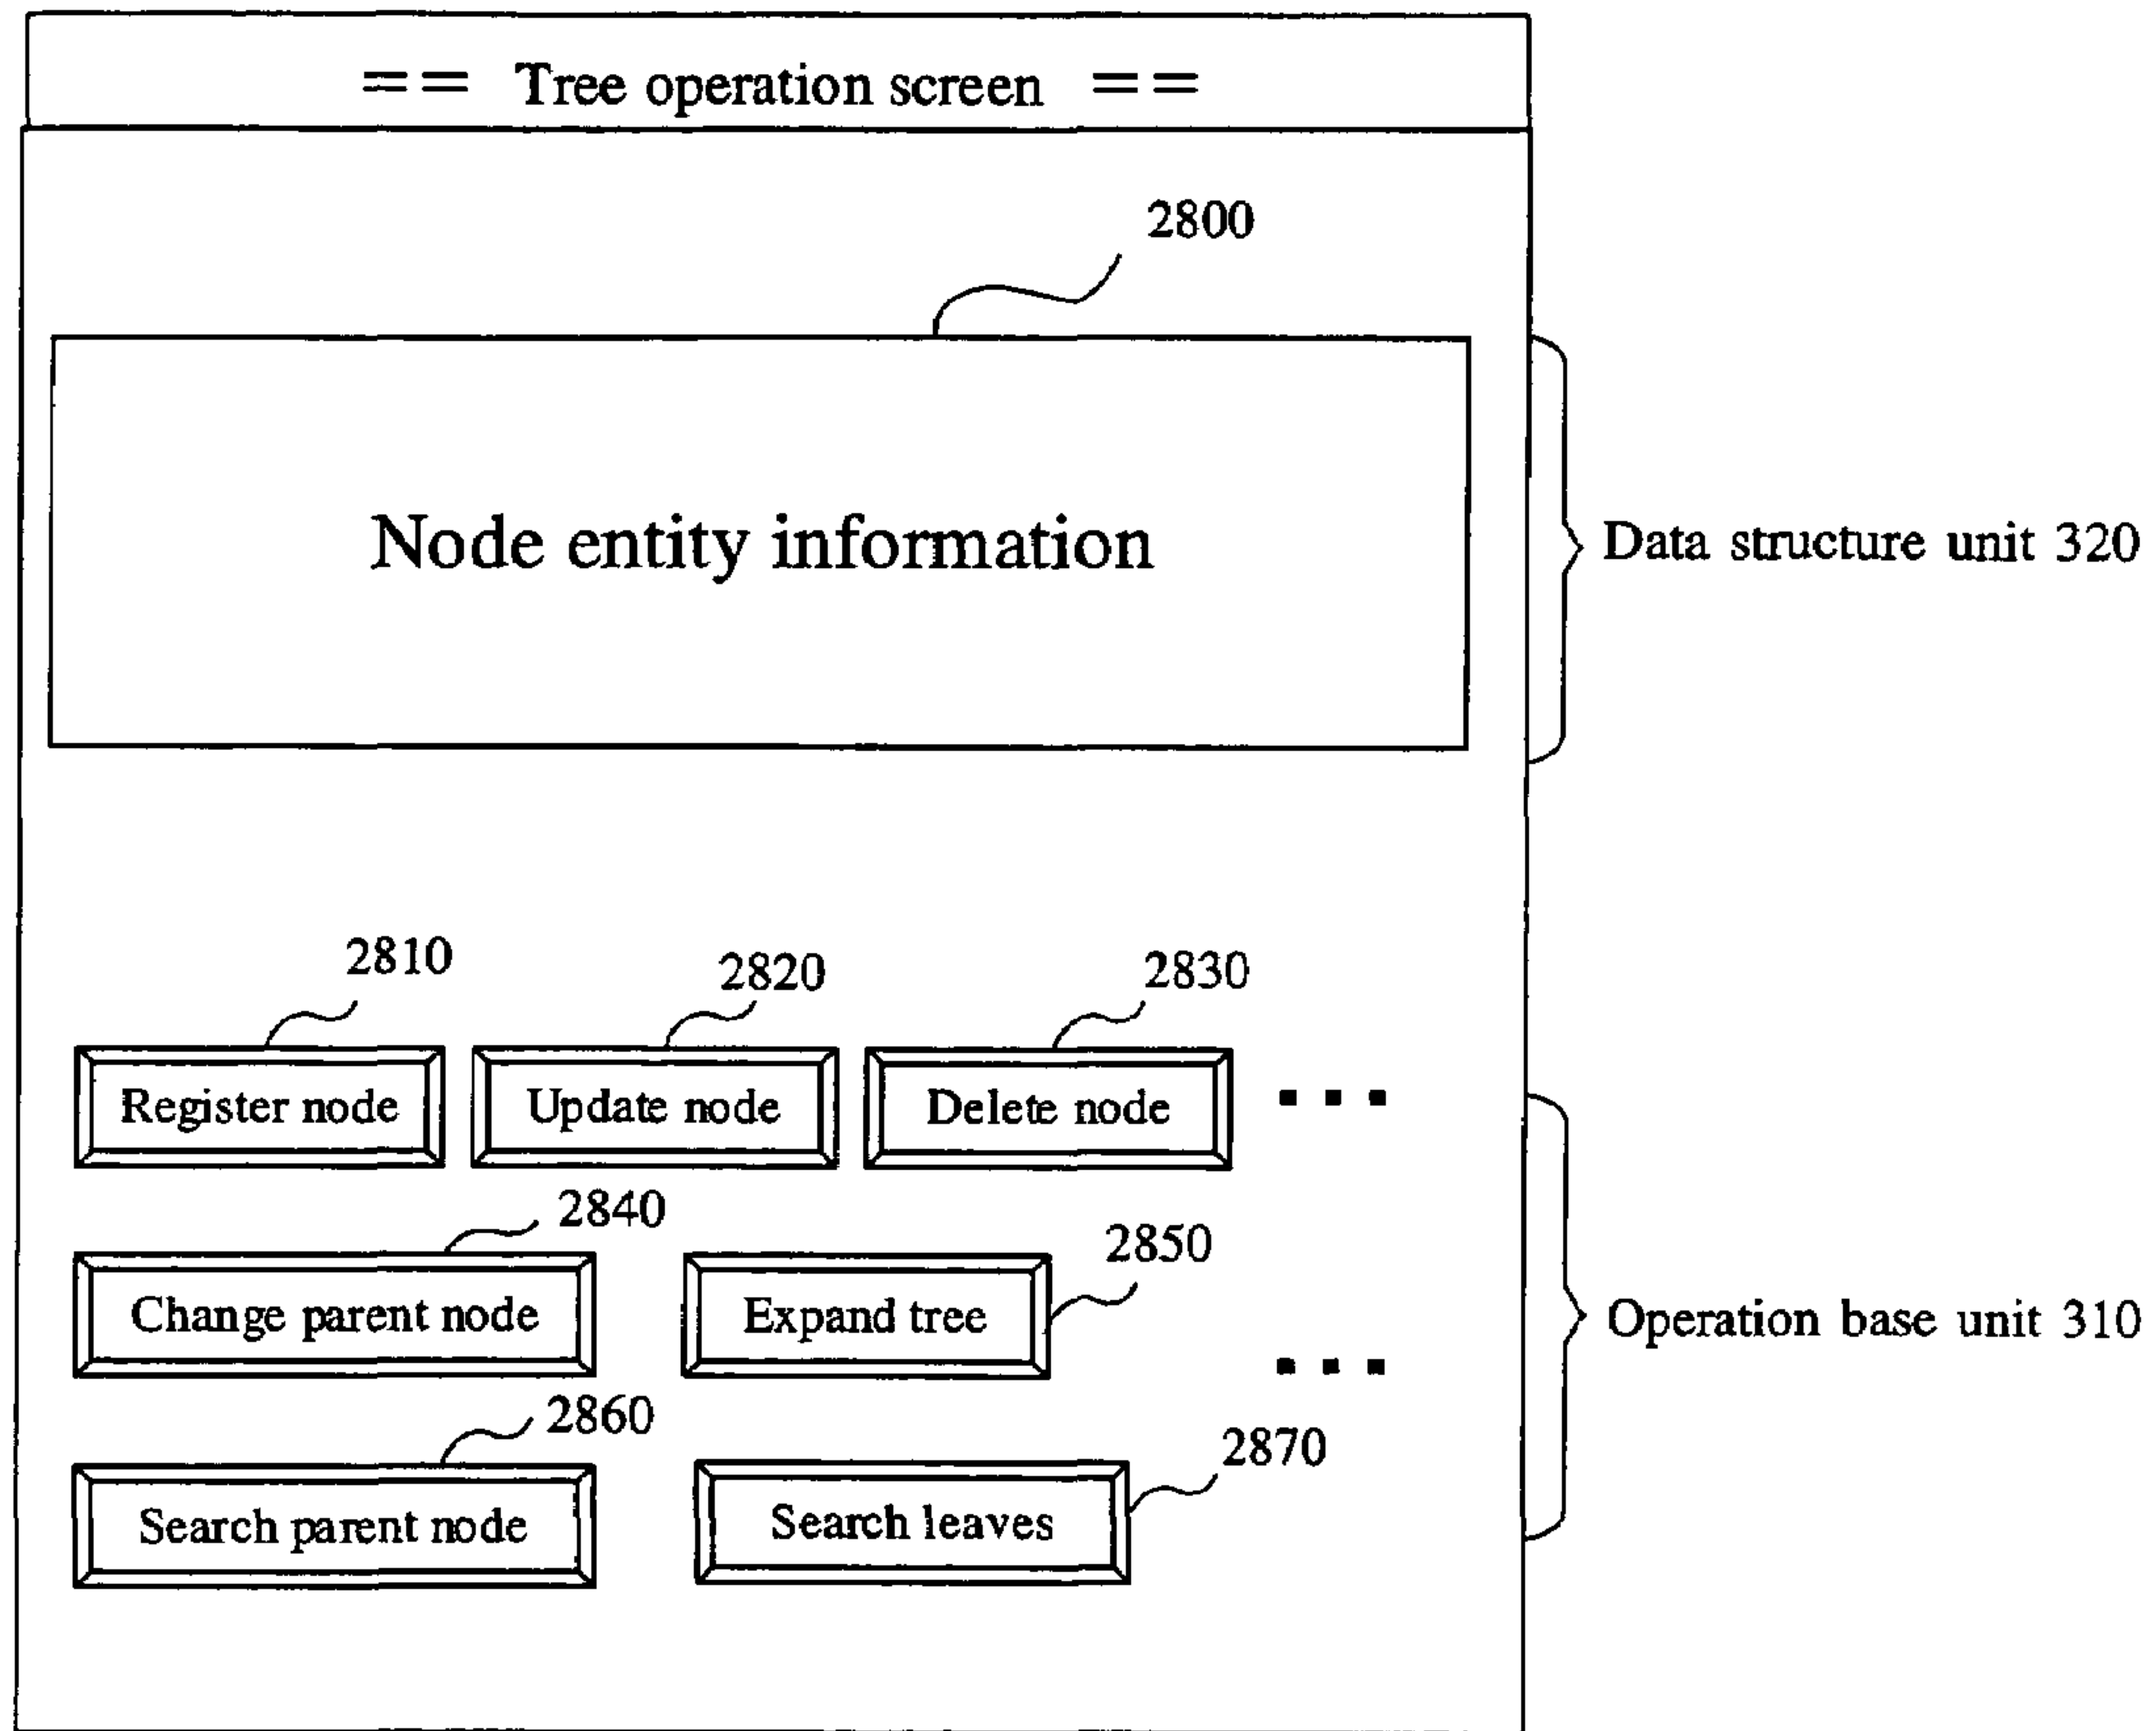 == Tree operation screen ==
2800
Node entity information
Data structure unit 320
2810
2820
2830
Register node
Update node
Delete node
...
2840
2850
Change parent node
Expand tree
Operation base unit 310
...
2860
2870
Search parent node
Search leaves